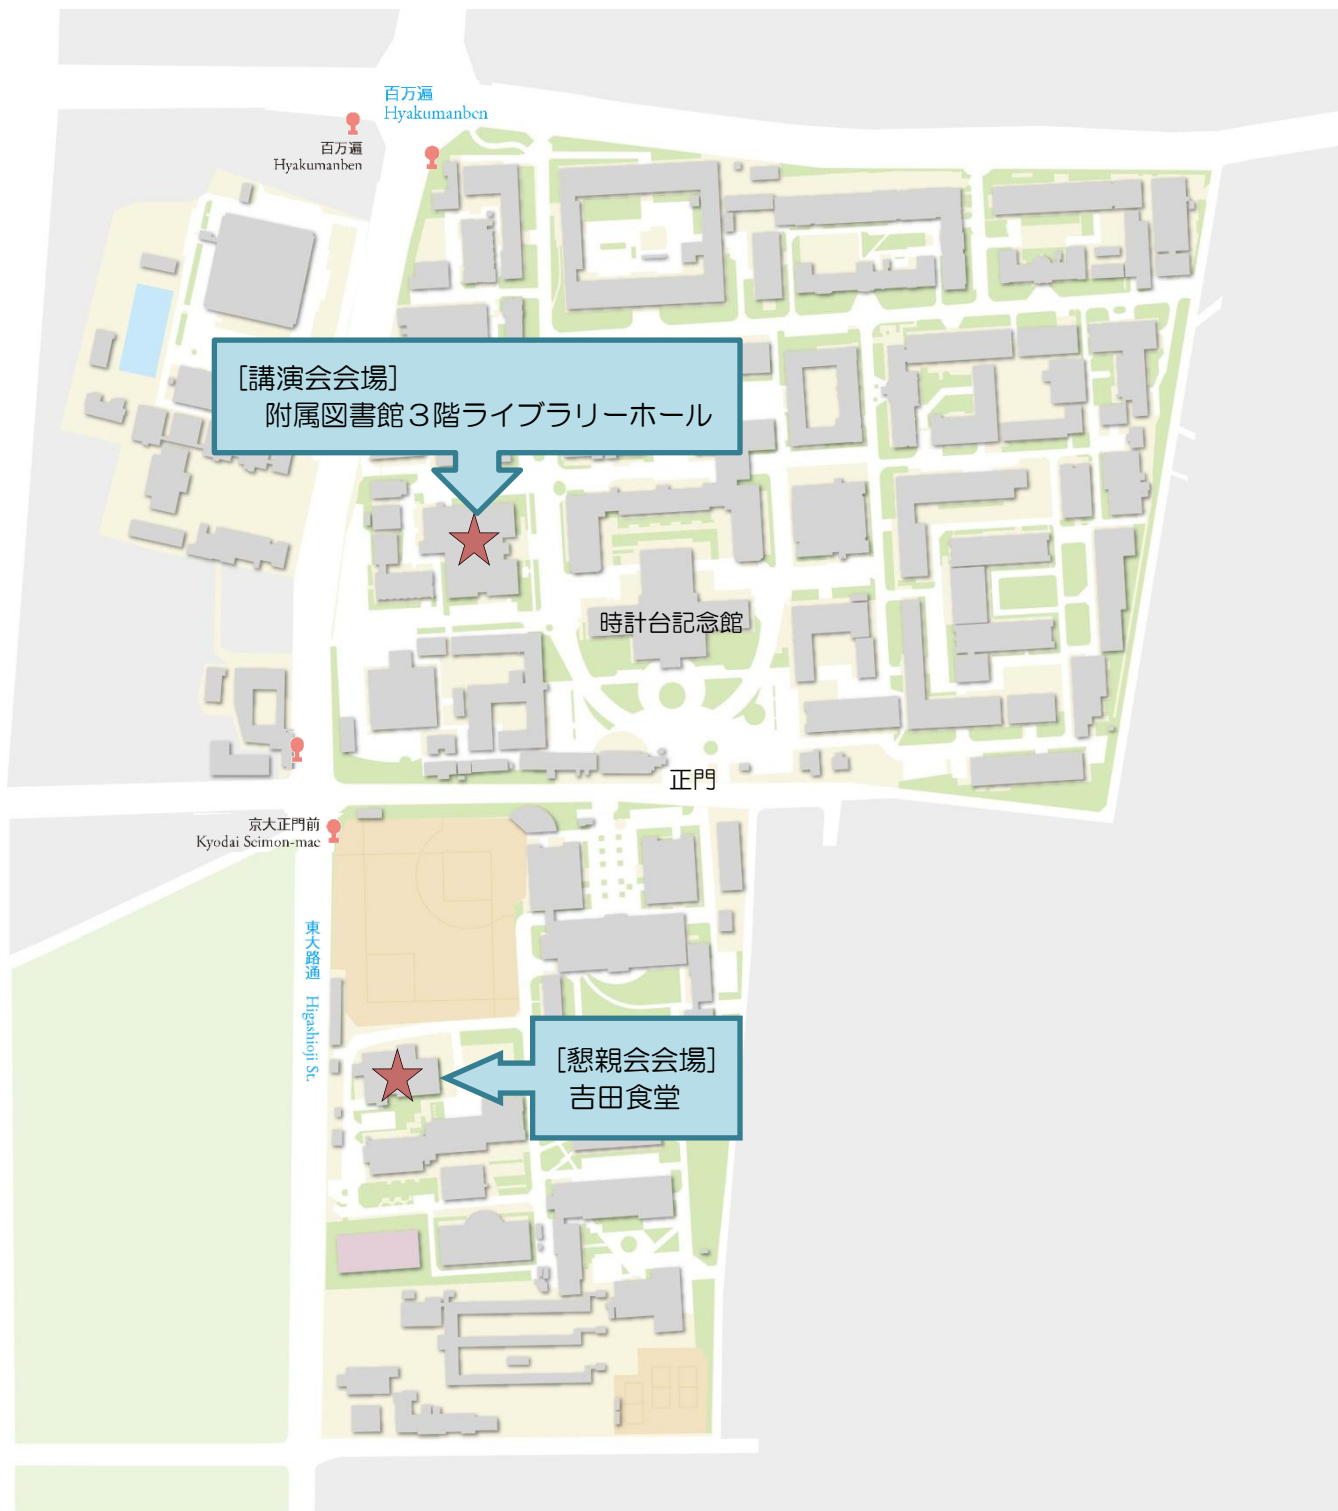 百万遍
Hyakumanben
百万遍
Hyakumanben
[講演会会場]
附属図書館３階ライブラリーホール
時計台記念館
正門
京大正門前
Kyodai Seimon-mae
東大路通 Higashioji St.
[懇親会会場]
吉田食堂